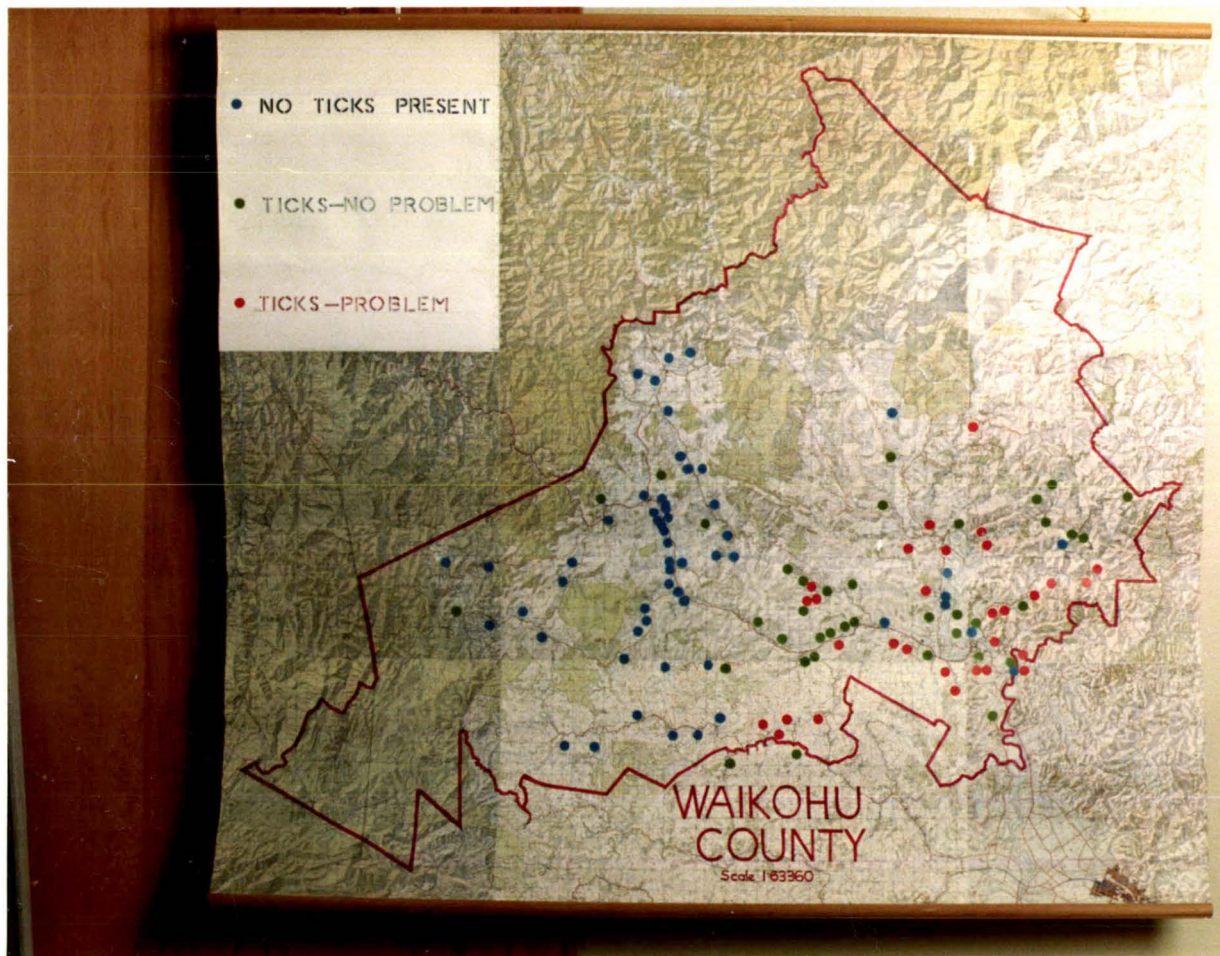 NO TICKS PRESENT
TICKS-NO PROBLEM
TICKS-PROBLEM
WAIKOHU
COUNTY
Scale 1:63360